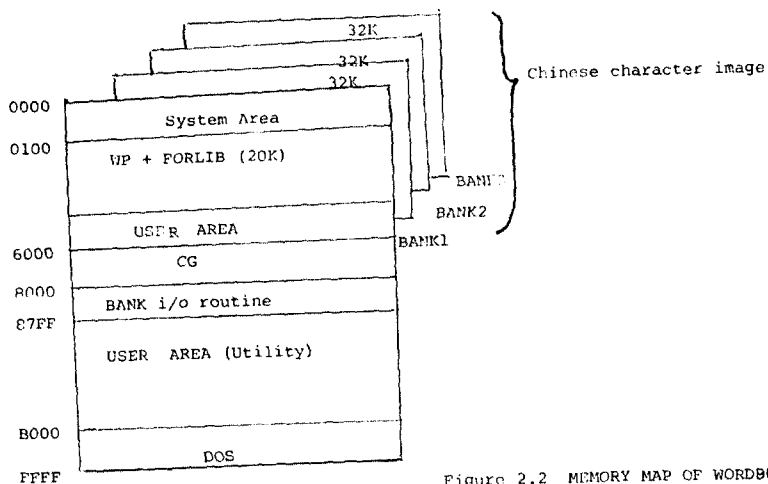 32K
32K
32K
Chinese character image
0000
System Area
0100
WP + FORLIB (20K)
BANK2
USER AREA
BANK1
6000
CG
8000
BANK i/o routine
87FF
USER AREA (Utility)
B000
DOS
FFFF
Figure 2.2 MEMORY MAP OF